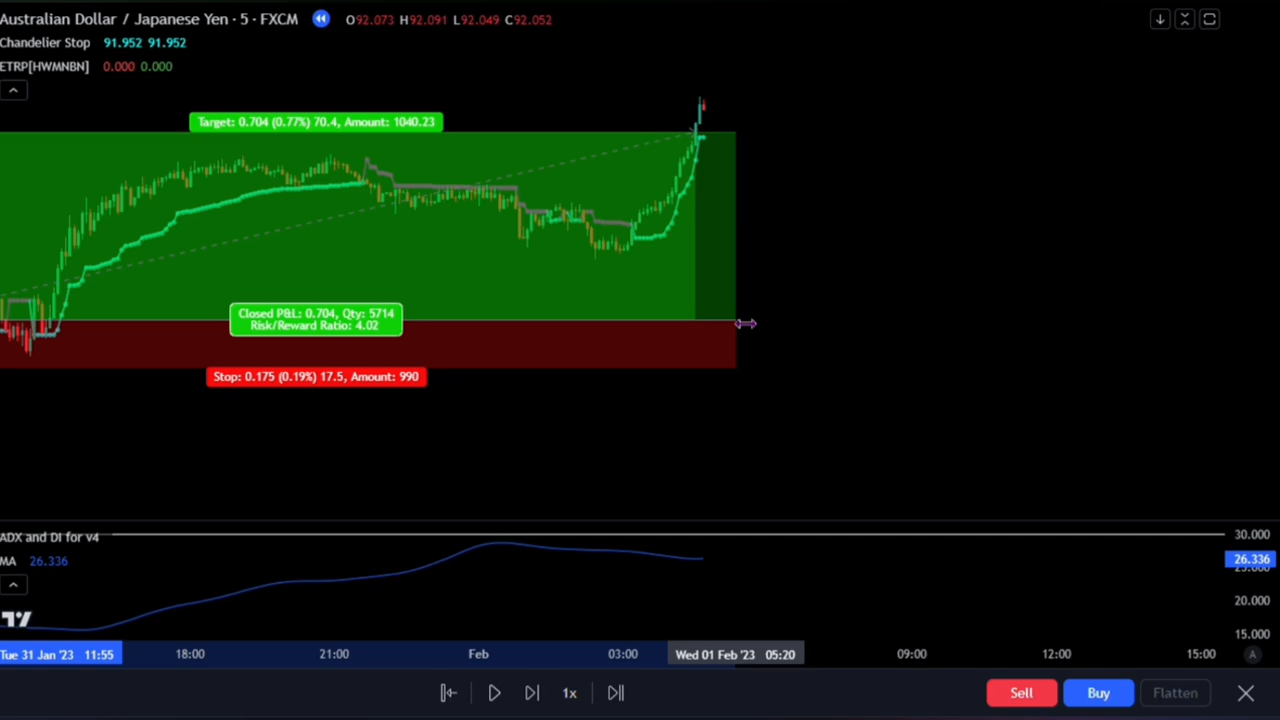 Australian Dollar / Japanese Yen · 5 · FXCM O92.073 H92.091 L92.049 C92.052
Chandelier Stop 91.952 91.952
ETRP[HWMNBN] 0.000 0.000
Target: 0.704 (0.77%) 70.4, Amount: 1040.23
Closed P&L: 0.704, Qty: 5714
Risk/Reward Ratio: 4.02
Stop: 0.175 (0.19%) 17.5, Amount: 990
ADX and DI for v4
30.000
MA 26.336
26.336
25.000
20.000
15.000
Tue 31 Jan '23 11:55 18:00 21:00 Feb 03:00 Wed 01 Feb '23 05:20 09:00 12:00 15:00 A
1x Sell Buy Flatten